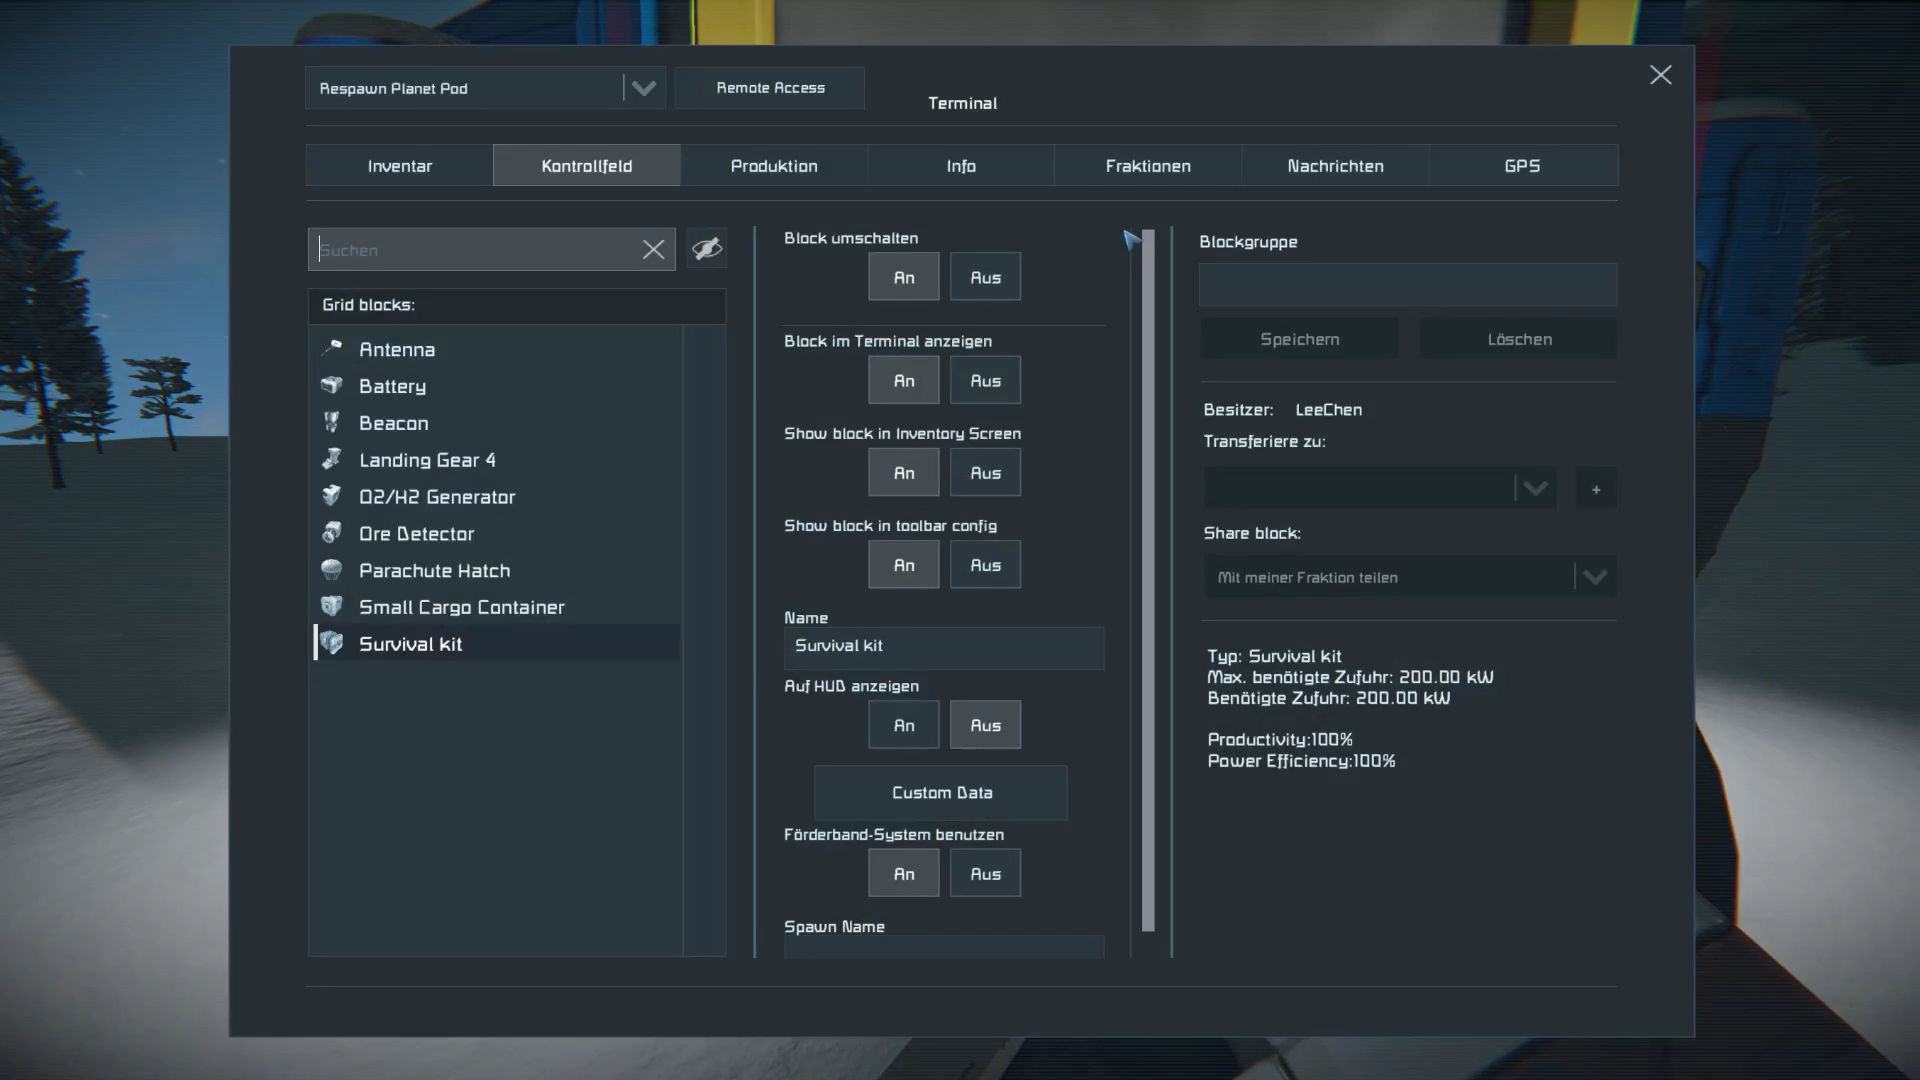 Respawn Planet Pod
Remote Access
Terminal
Inventar
Kontrollfeld
Produktion
Info
Fraktionen
Nachrichten
GPS
Suchen
Grid blocks:
Antenna
Battery
Beacon
Landing Gear 4
O2/H2 Generator
Ore Detector
Parachute Hatch
Small Cargo Container
Survival kit
Block umschalten
An Aus
Block im Terminal anzeigen
An Aus
Show block in Inventory Screen
An Aus
Show block in toolbar config
An Aus
Name
Survival kit
Auf HUD anzeigen
An Aus
Custom Data
Förderband-System benutzen
An Aus
Spawn Name
Blockgruppe
Speichern Löschen
Besitzer: LeeChen
Transferiere zu:
+
Share block:
Mit meiner Fraktion teilen
Typ: Survival kit
Max. benötigte Zufuhr: 200.00 kW
Benötigte Zufuhr: 200.00 kW
Productivity:100%
Power Efficiency:100%